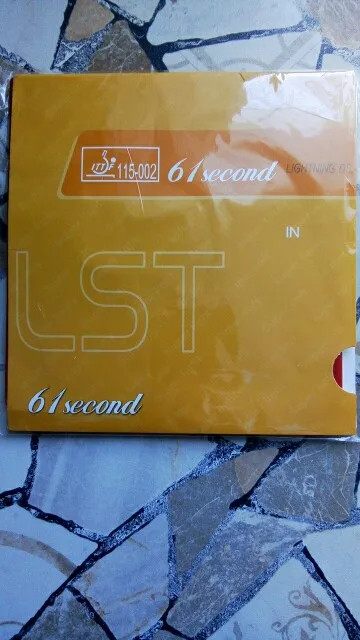 ITTF 115-002 61second LIGHTNING
IN
LST
61second